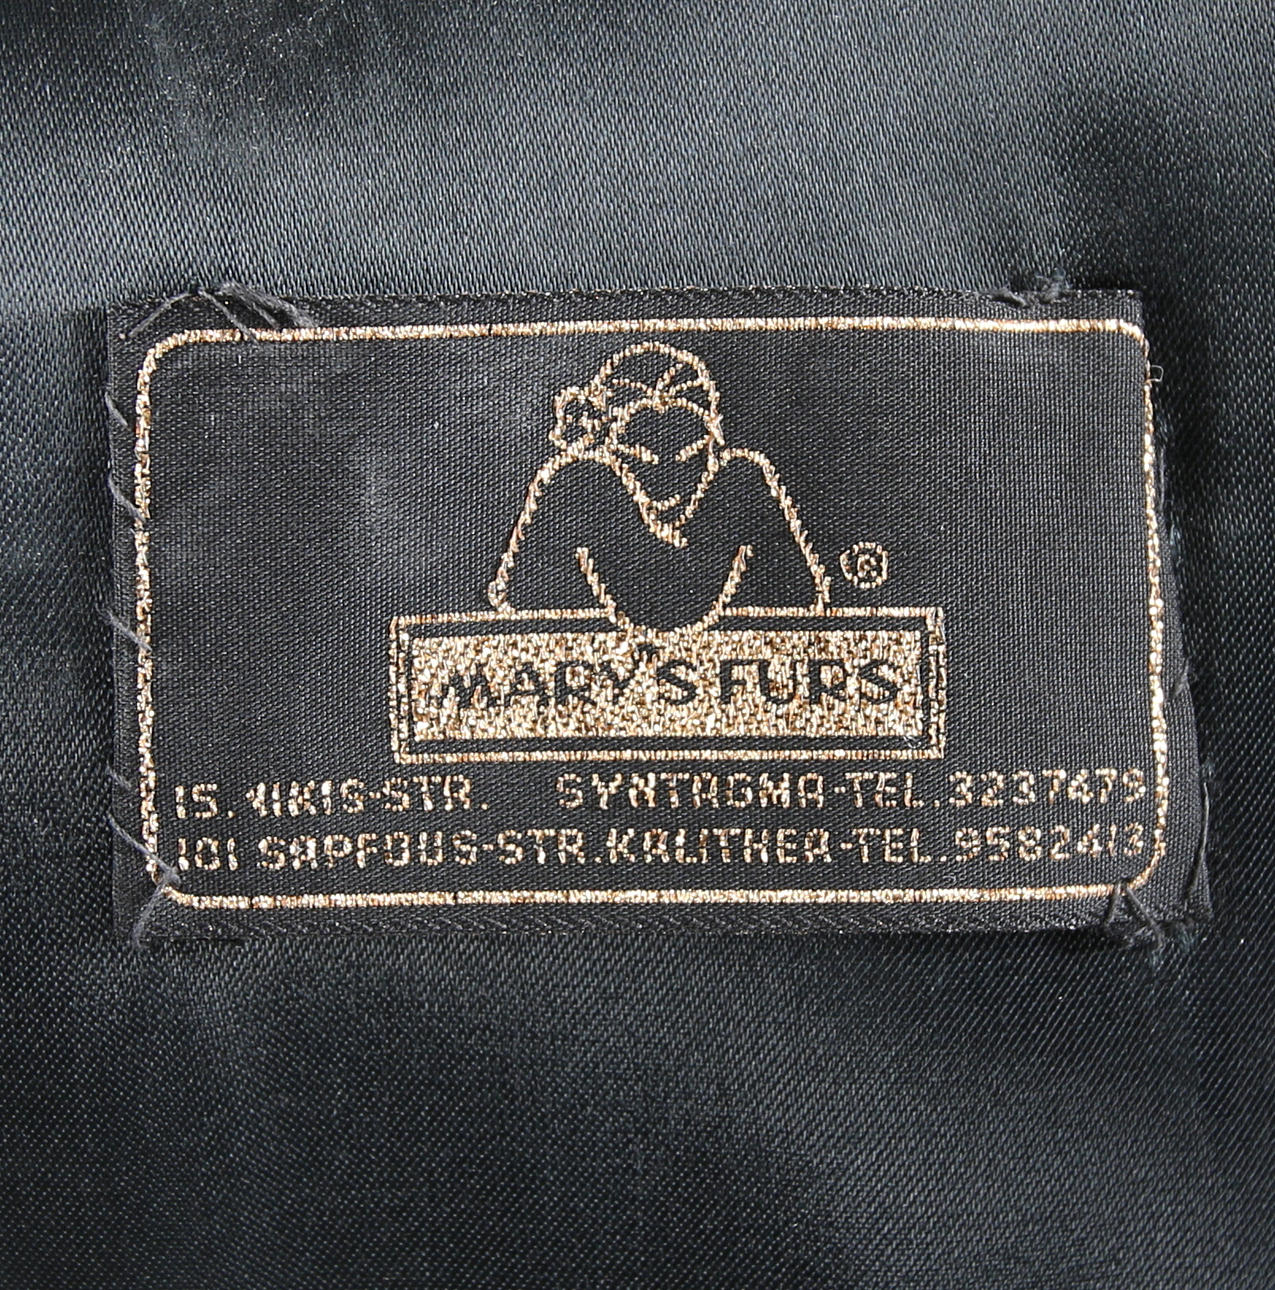 ®
MARY'S FURS
15. NIKIS-STR. SYNTAGMA-TEL.3237479
101 SAPFOUS-STR.KALITHEA-TEL.9582413